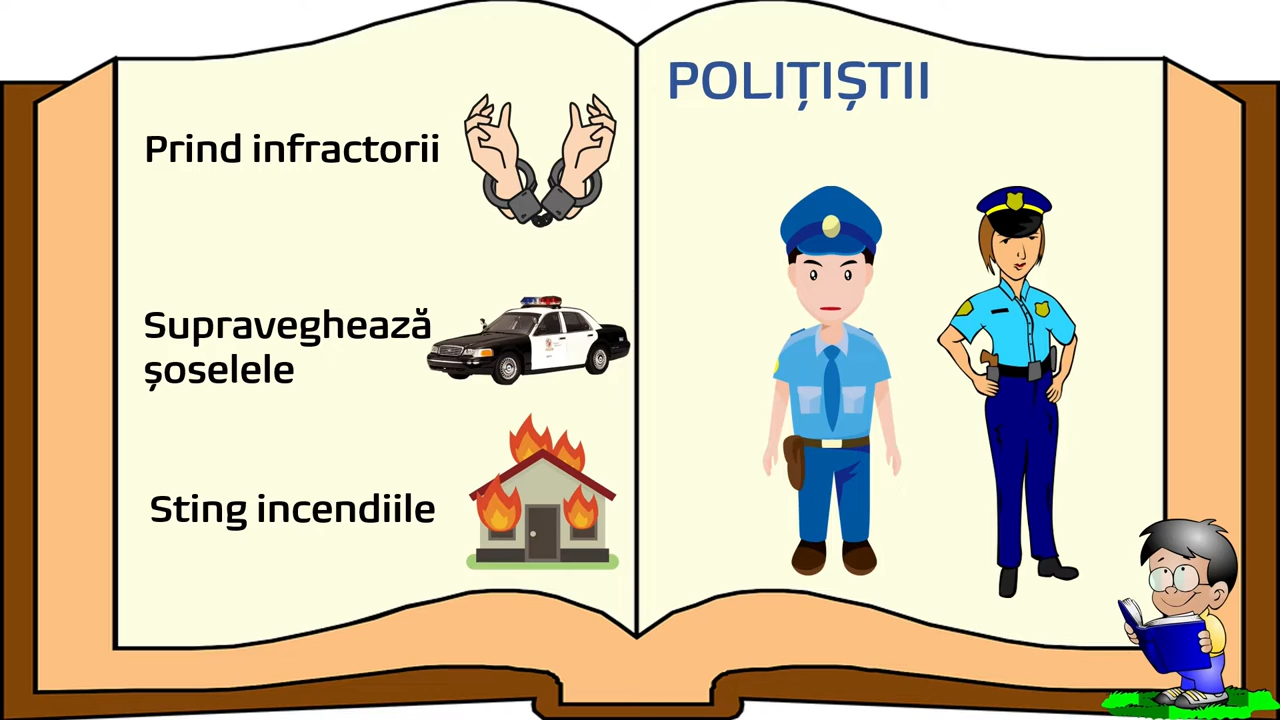 Prind infractorii
Supraveghează
șoselele
Sting incendiile
POLIȚIȘTII